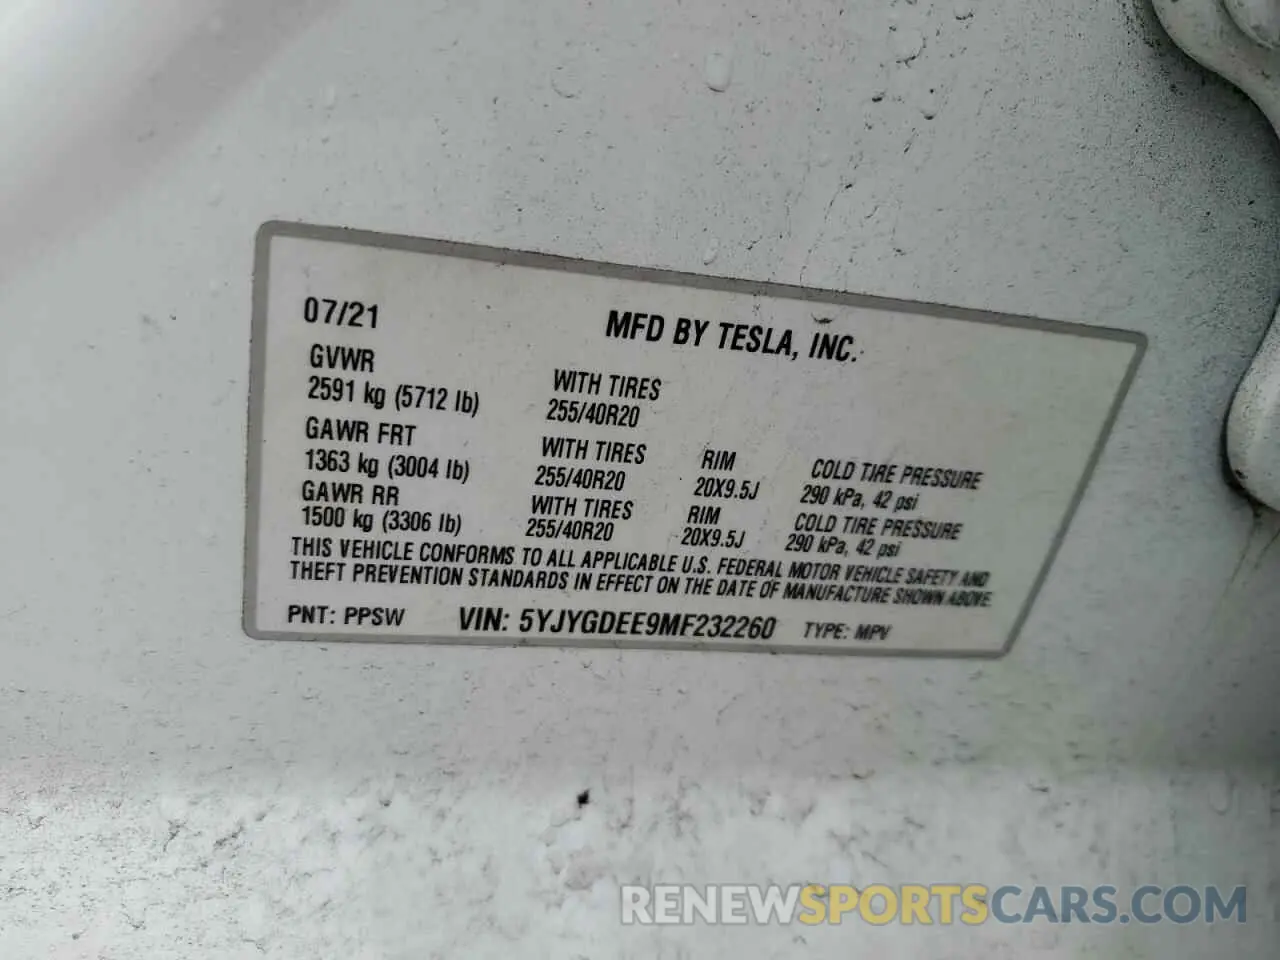 07/21 MFD BY TESLA, INC.
GVWR
2591 kg (5712 lb) WITH TIRES
255/40R20
GAWR FRT WITH TIRES RIM COLD TIRE PRESSURE
1363 kg (3004 lb) 255/40R20 20X9.5J 290 kPa, 42 psi
GAWR RR WITH TIRES RIM COLD TIRE PRESSURE
1500 kg (3306 lb) 255/40R20 20X9.5J 290 kPa, 42 psi
THIS VEHICLE CONFORMS TO ALL APPLICABLE U.S. FEDERAL MOTOR VEHICLE SAFETY AND
THEFT PREVENTION STANDARDS IN EFFECT ON THE DATE OF MANUFACTURE SHOWN ABOVE.
PNT: PPSW VIN: 5YJYGDEE9MF232260 TYPE: MPV
RENEWSPORTSCARS.COM